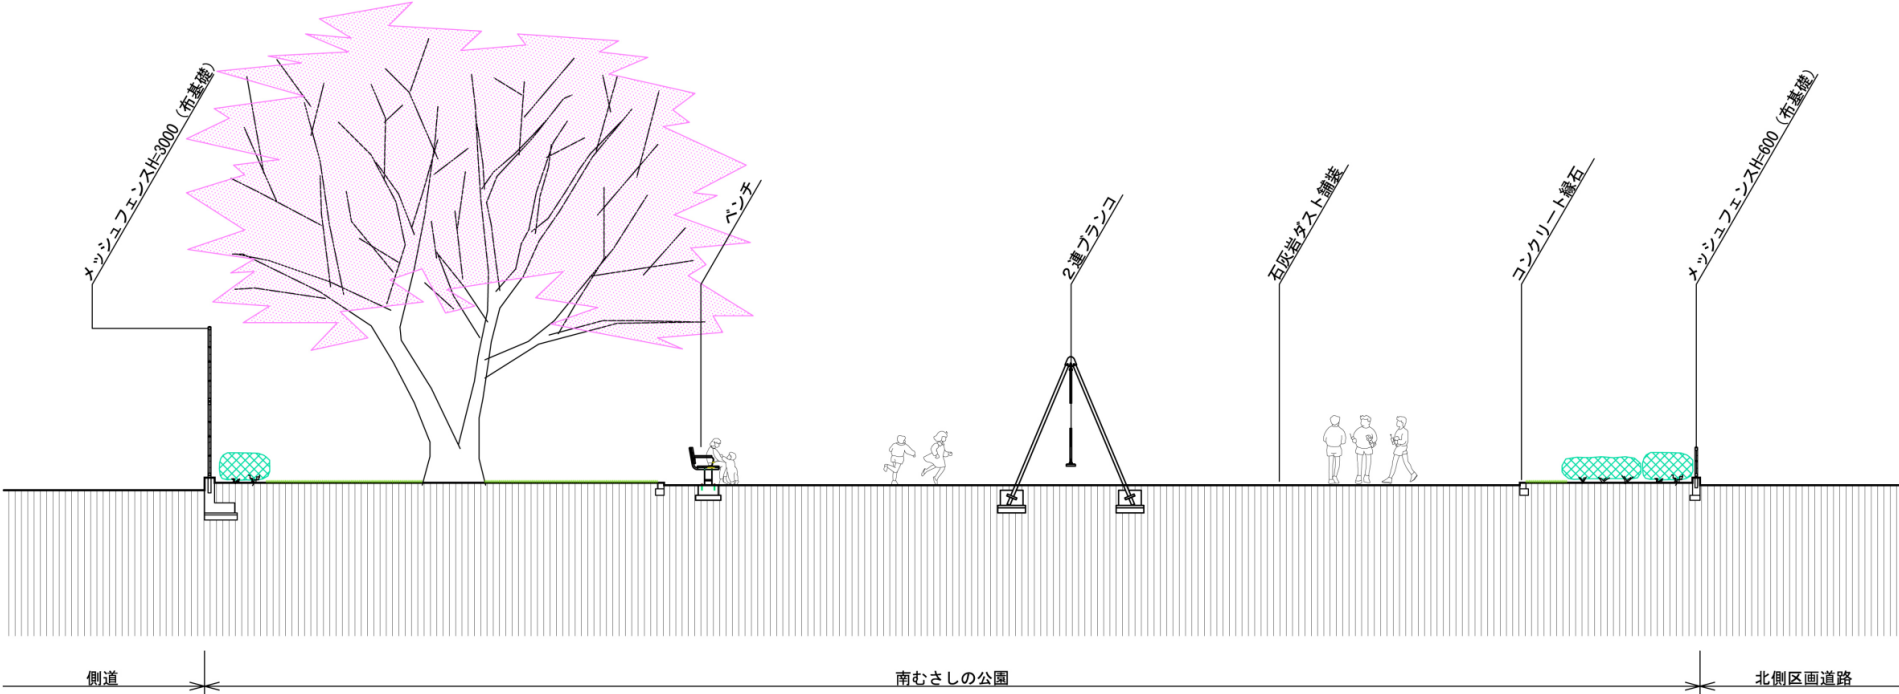 メッシュフェンスH=3000（布基礎）
ベンチ
２連ブランコ
石灰岩ダスト舗装
コンクリート縁石
メッシュフェンスH=600（布基礎）
側道
南むさしの公園
北側区画道路